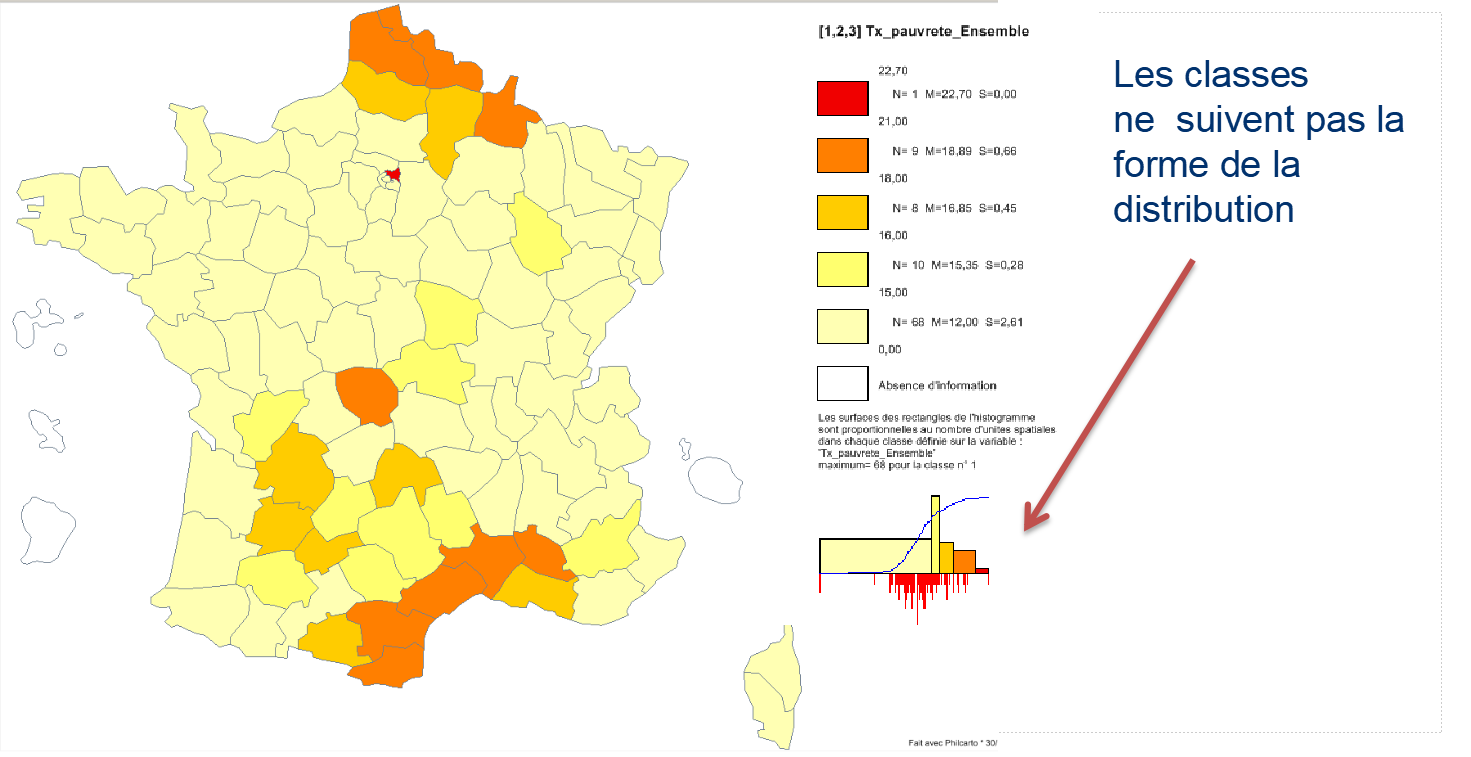 [1,2,3] Tx_pauvrete_Ensemble
22,70
N= 1 M=22,70 S=0,00
21,00
N= 9 M=18,89 S=0,66
18,00
N= 8 M=16,85 S=0,45
16,00
N= 10 M=15,35 S=0,28
15,00
N= 68 M=12,00 S=2,61
0,00
Absence d'information
Les surfaces des rectangles de l'histogramme
sont proportionnelles au nombre d'unites spatiales
dans chaque classe définie sur la variable :
"Tx_pauvrete_Ensemble"
maximum= 68 pour la classe n° 1
Fait avec Philcarto * 30/
Les classes
ne  suivent pas la
forme de la
distribution